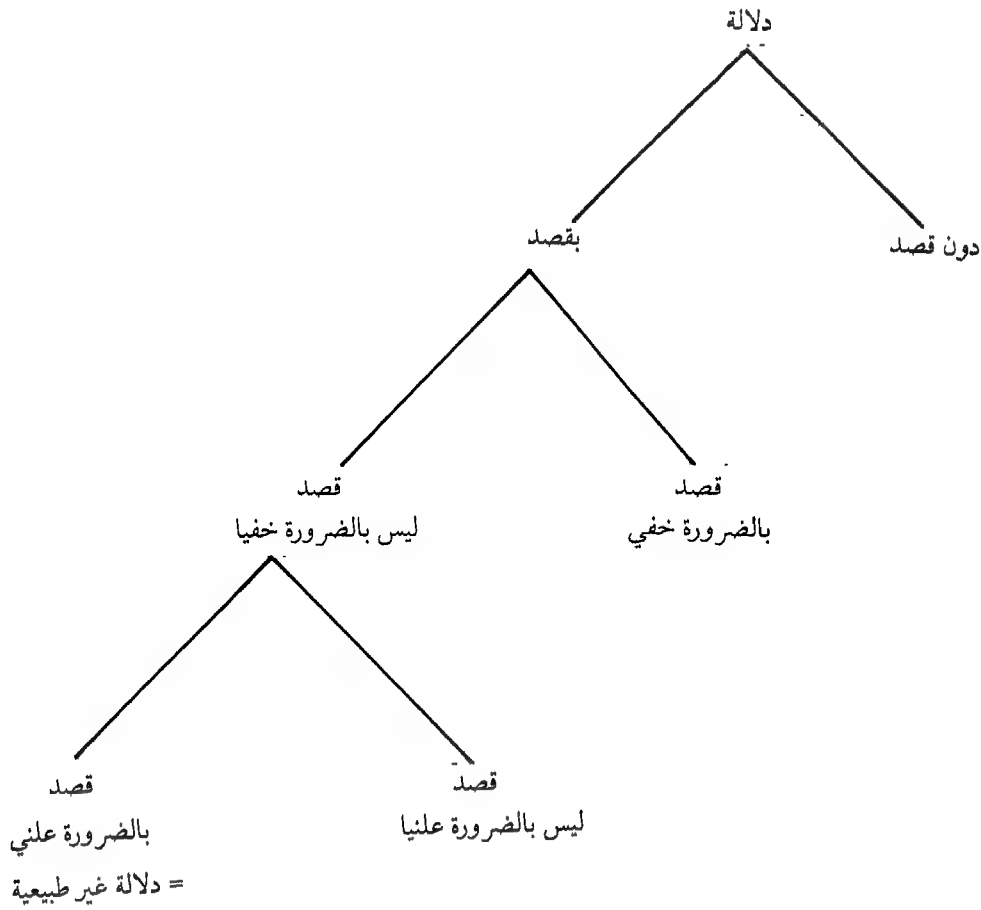 دلالة
دون قصد
بقصد
قصد
بالضرورة خفي
قصد
ليس بالضرورة خفيا
قصد
ليس بالضرورة علنيا
قصد
بالضرورة علني
= دلالة غير طبيعية